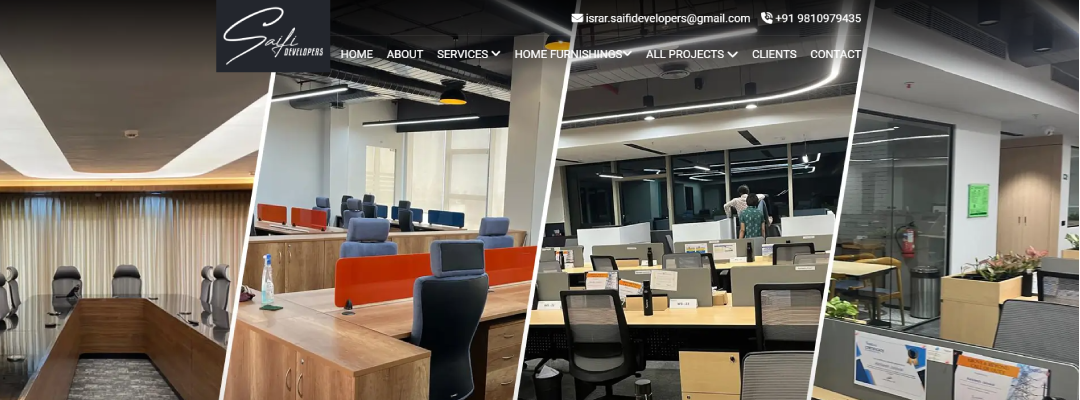 israr.saifidevelopers@gmail.com +91 9810979435
Saifi
DEVELOPERS
HOME ABOUT SERVICES HOME FURNISHINGS ALL PROJECTS CLIENTS CONTACT